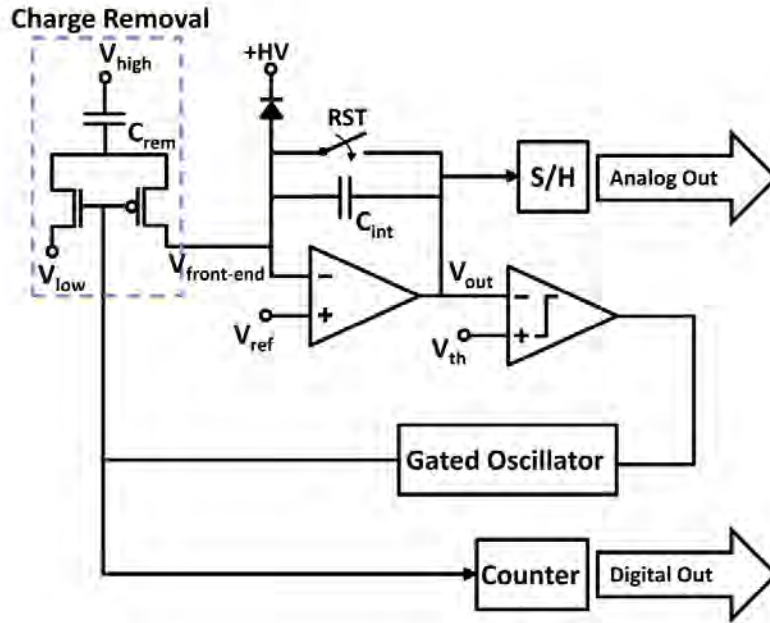 Charge Removal
V_high
C_rem
V_low
+HV
RST
C_int
V_front-end
V_ref
−
+
V_out
V_th
−
+
S/H
Analog Out
Gated Oscillator
Counter
Digital Out